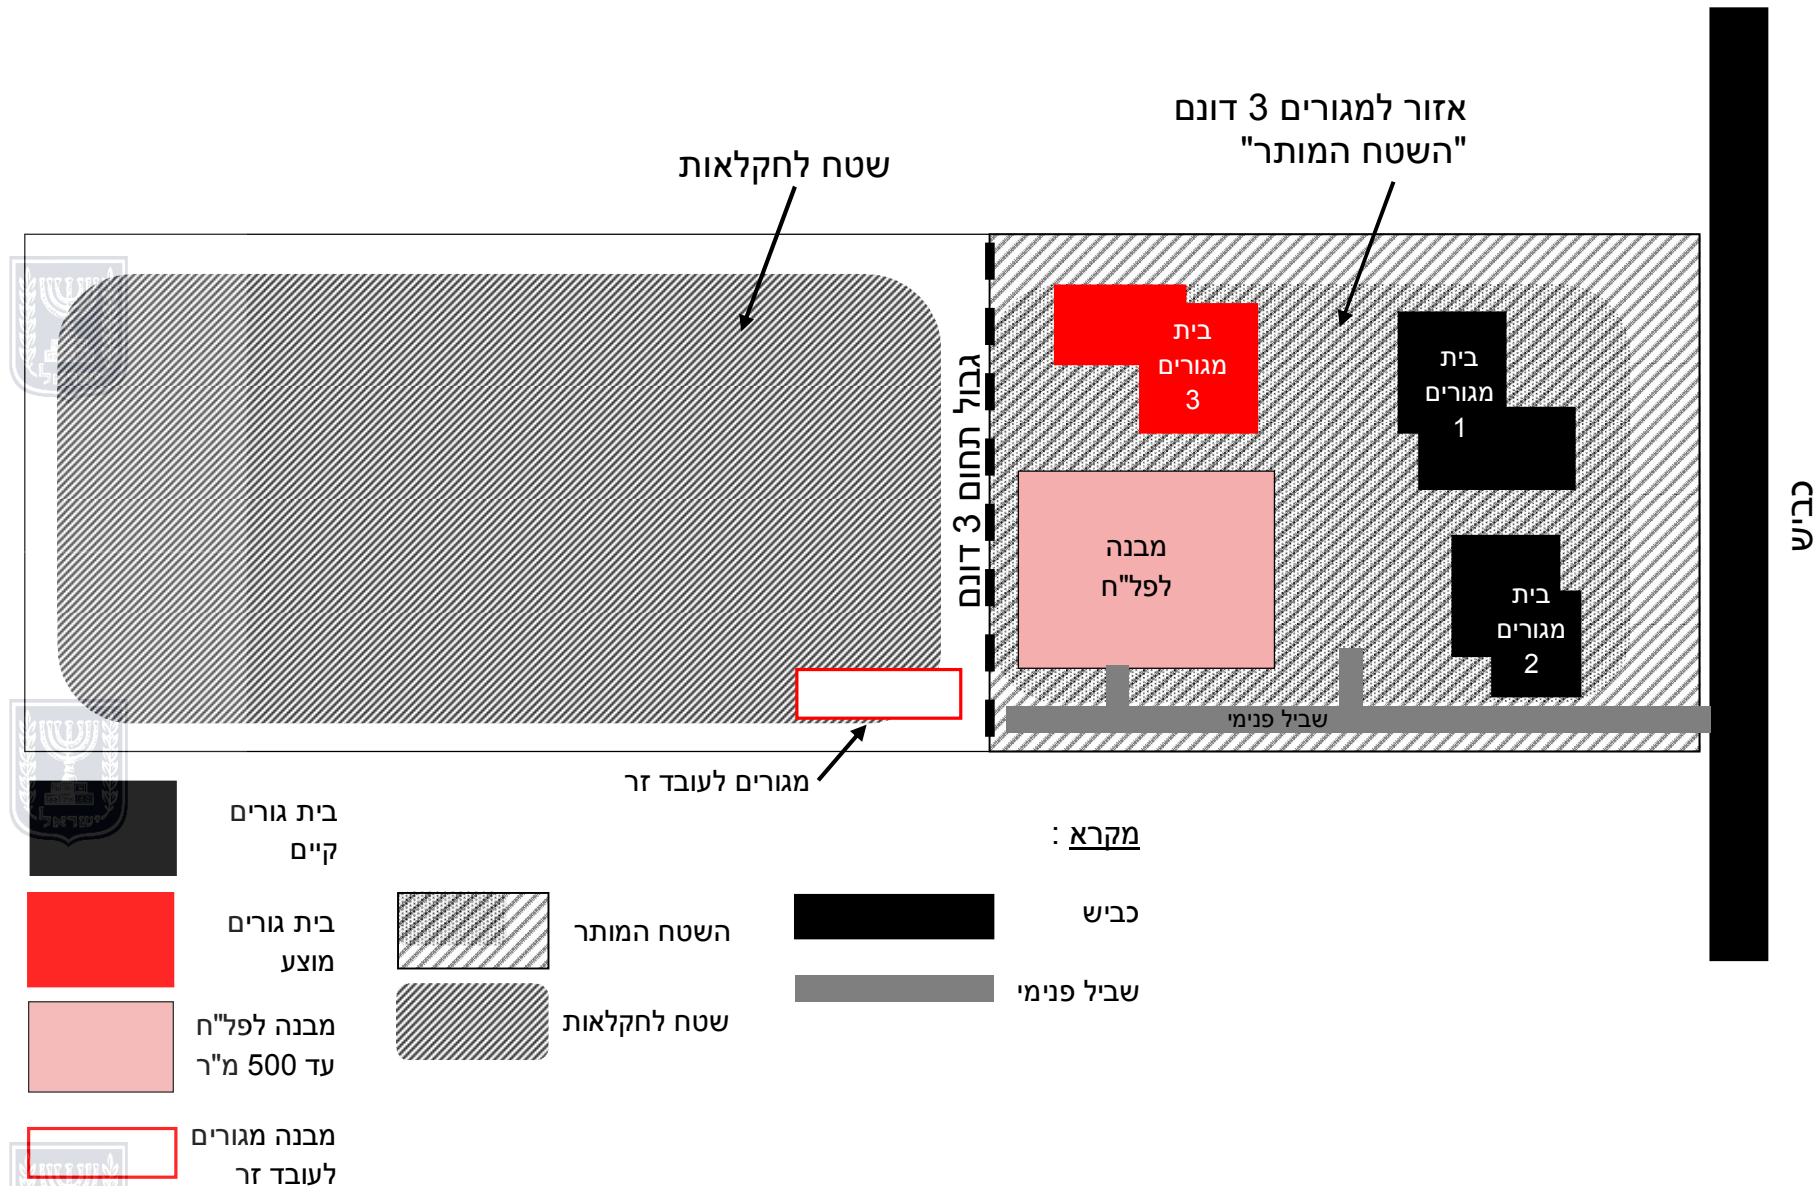 אזור למגורים 3 דונם
"השטח המותר"
שטח לחקלאות
כביש
גבול תחום 3 דונם
בית
מגורים
3
בית
מגורים
1
מבנה
לפל"ח
בית
מגורים
2
שביל פנימי
מגורים לעובד זר
מקרא :
כביש
שביל פנימי
השטח המותר
שטח לחקלאות
בית גורים
קיים
בית גורים
מוצע
מבנה לפל"ח
עד 500 מ"ר
מבנה מגורים
לעובד זר
ישראל